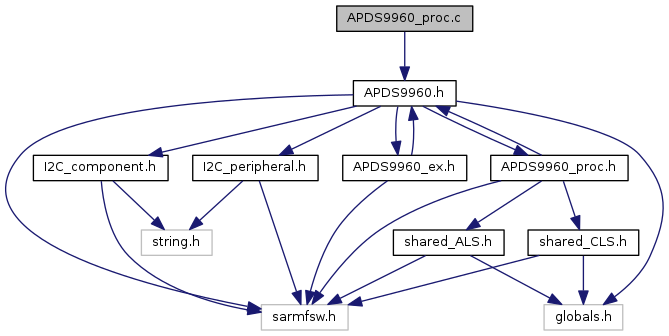 APDS9960_proc.c
APDS9960.h
I2C_component.h
I2C_peripheral.h
APDS9960_ex.h
APDS9960_proc.h
string.h
shared_ALS.h
shared_CLS.h
sarmfsw.h
globals.h